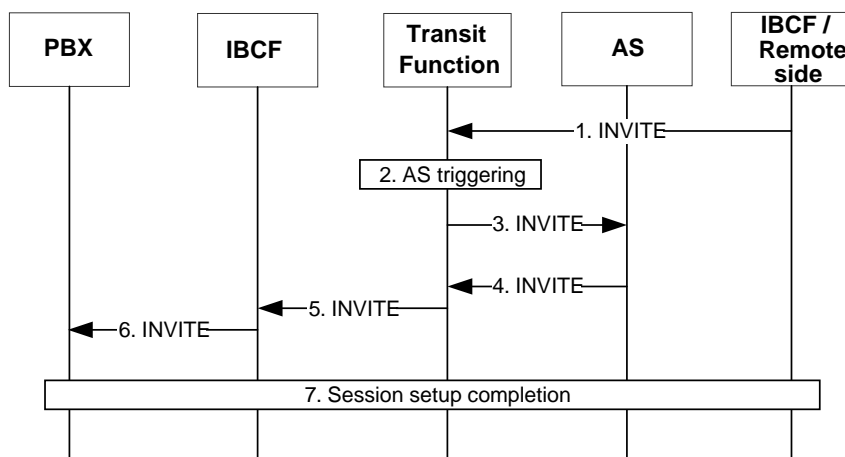 PBX
IBCF
Transit
Function
AS
IBCF /
Remote
side
1. INVITE
2. AS triggering
3. INVITE
4. INVITE
5. INVITE
6. INVITE
7. Session setup completion